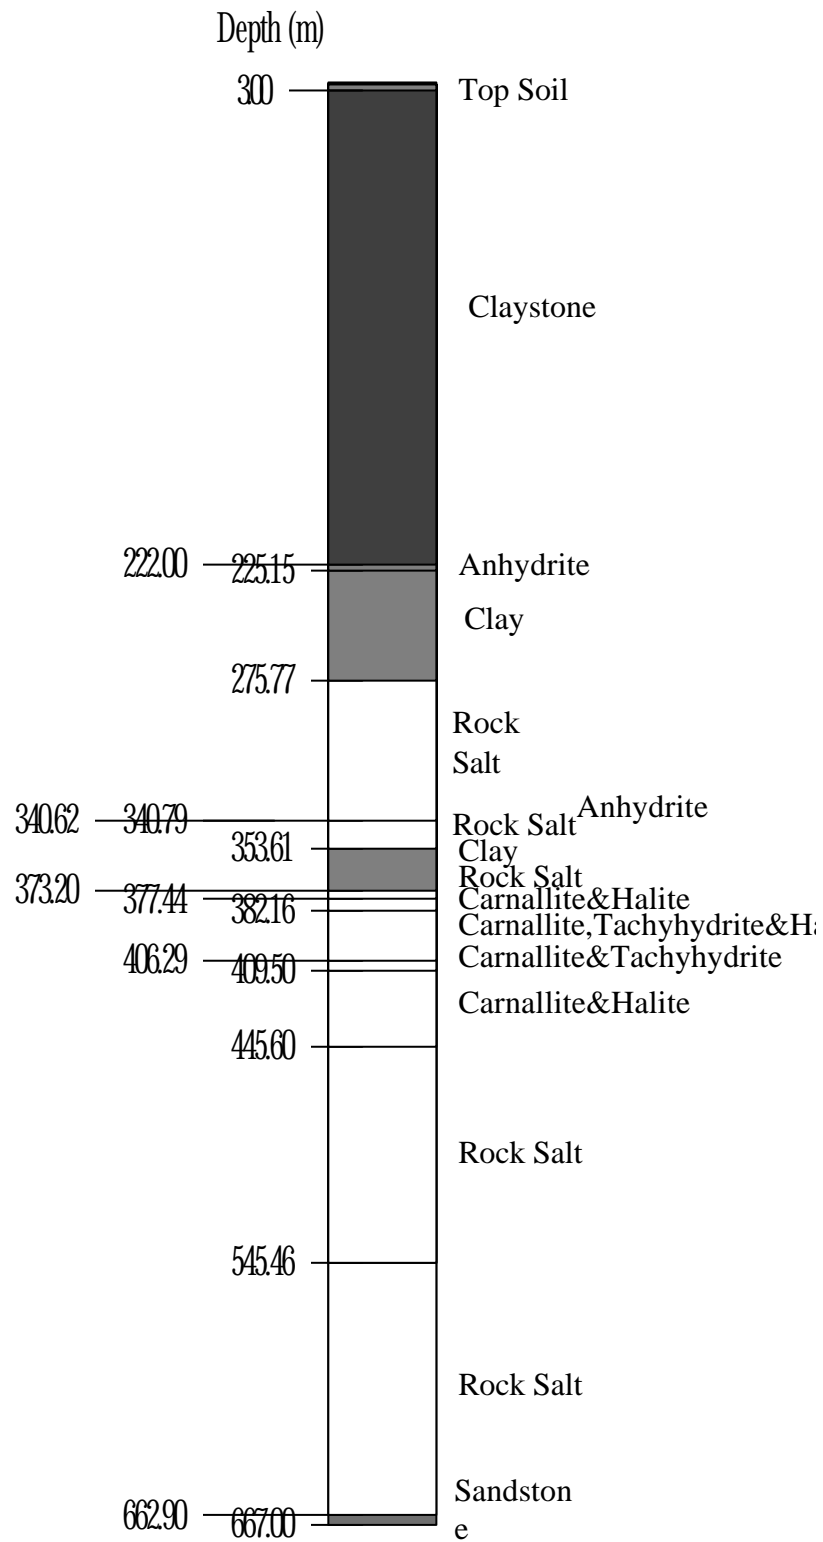 Depth (m)
3.00 Top Soil
Claystone
222.00 225.15 Anhydrite
Clay
275.77
Rock
Salt
Anhydrite
340.62 340.79 Rock Salt
353.61 Clay
Rock Salt
373.20 377.44 Carnallite&Halite
382.16
Carnallite,Tachyhydrite&Ha
406.29 Carnallite&Tachyhydrite
409.50
Carnallite&Halite
445.60
Rock Salt
545.46
Rock Salt
Sandston
662.90 667.00 e